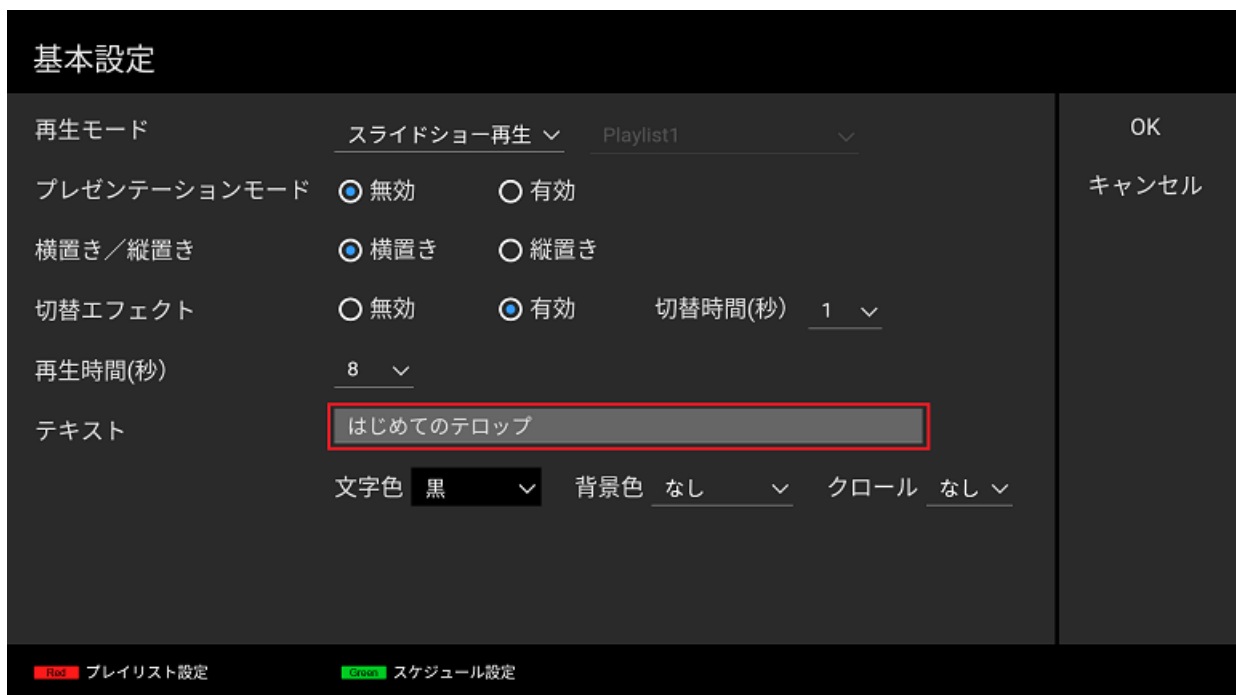 基本設定
再生モード スライドショー再生 Playlist1
プレゼンテーションモード 無効 有効
横置き／縦置き 横置き 縦置き
切替エフェクト 無効 有効 切替時間(秒) 1
再生時間(秒) 8
テキスト はじめてのテロップ
文字色 黒 背景色 なし クロール なし
OK
キャンセル
Red プレイリスト設定 Green スケジュール設定